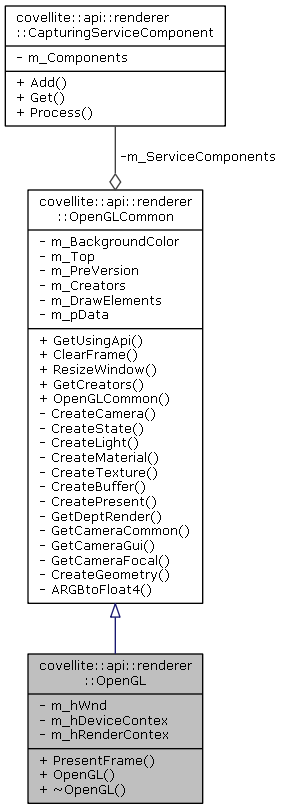 covellite::api::renderer
::CapturingServiceComponent
- m_Components
+ Add()
+ Get()
+ Process()
-m_ServiceComponents
covellite::api::renderer
::OpenGLCommon
- m_BackgroundColor
- m_Top
- m_PreVersion
- m_Creators
- m_DrawElements
- m_pData
+ GetUsingApi()
+ ClearFrame()
+ ResizeWindow()
+ GetCreators()
+ OpenGLCommon()
- CreateCamera()
- CreateState()
- CreateLight()
- CreateMaterial()
- CreateTexture()
- CreateBuffer()
- CreatePresent()
- GetDeptRender()
- GetCameraCommon()
- GetCameraGui()
- GetCameraFocal()
- CreateGeometry()
- ARGBtoFloat4()
covellite::api::renderer
::OpenGL
- m_hWnd
- m_hDeviceContex
- m_hRenderContex
+ PresentFrame()
+ OpenGL()
+ ~OpenGL()